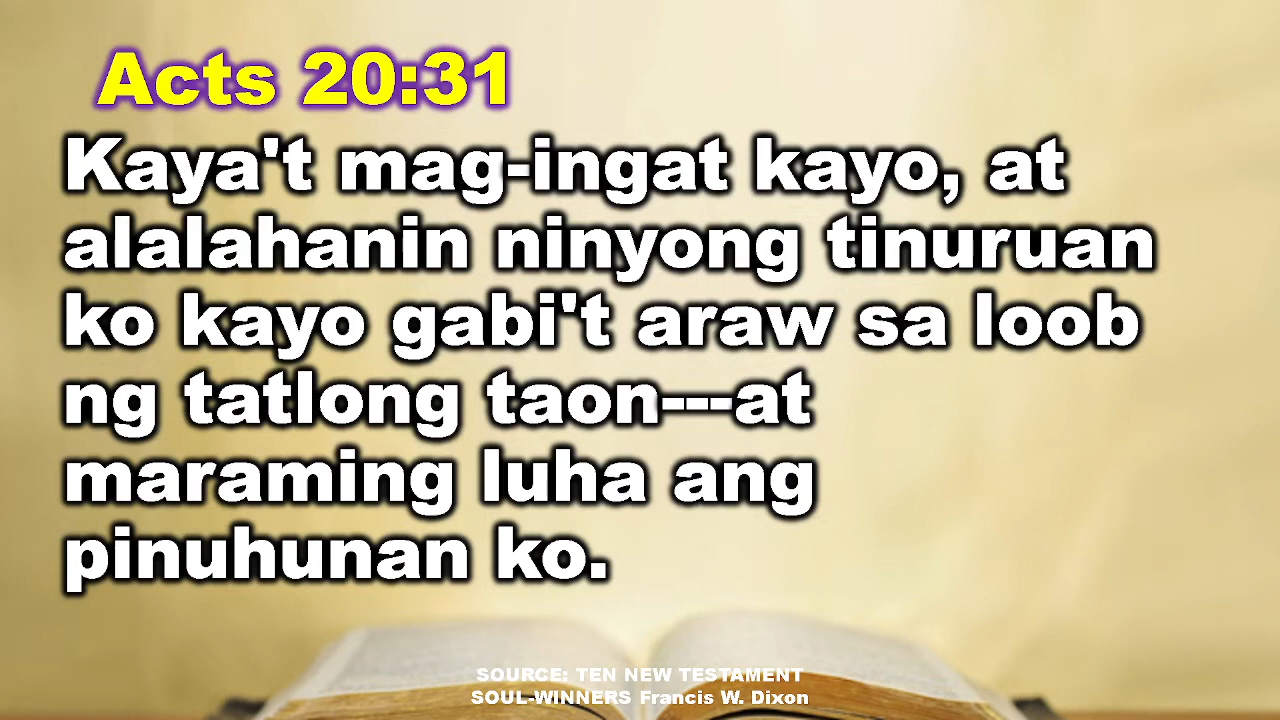 Acts 20:31
Kaya't mag-ingat kayo, at
alalahanin ninyong tinuruan
ko kayo gabi't araw sa loob
ng tatlong taon---at
maraming luha ang
pinuhunan ko.
SOURCE: TEN NEW TESTAMENT
SOUL-WINNERS Francis W. Dixon